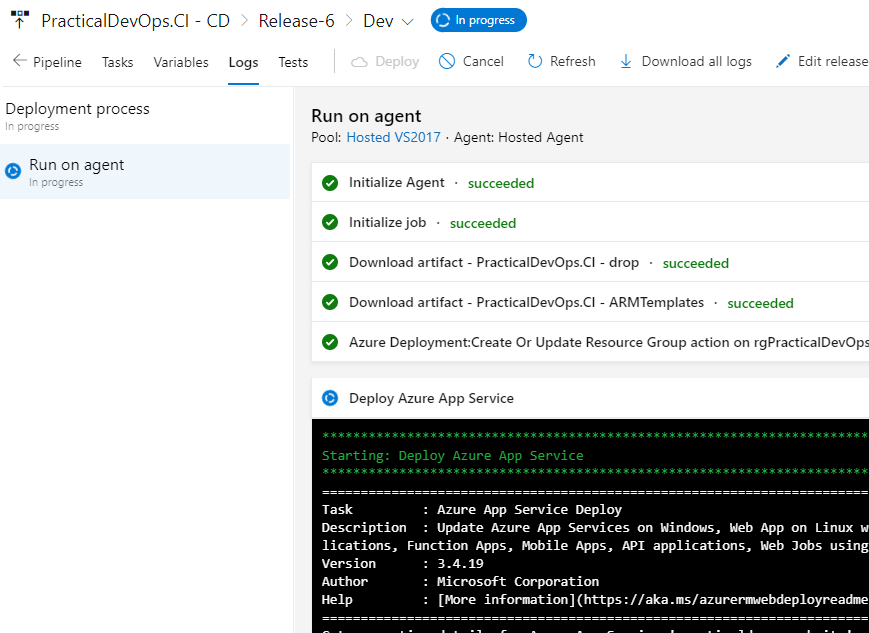 PracticalDevOps.CI - CD > Release-6 > Dev In progress
Pipeline Tasks Variables Logs Tests Deploy Cancel Refresh Download all logs Edit release
Deployment process
In progress
Run on agent
In progress
Run on agent
Pool: Hosted VS2017 · Agent: Hosted Agent
Initialize Agent · succeeded
Initialize job · succeeded
Download artifact - PracticalDevOps.CI - drop · succeeded
Download artifact - PracticalDevOps.CI - ARMTemplates · succeeded
Azure Deployment:Create Or Update Resource Group action on rgPracticalDevOps
Deploy Azure App Service
******************************************************************************
Starting: Deploy Azure App Service
******************************************************************************
==============================================================================
Task : Azure App Service Deploy
Description : Update Azure App Services on Windows, Web App on Linux w
lications, Function Apps, Mobile Apps, API applications, Web Jobs using
Version : 3.4.19
Author : Microsoft Corporation
Help : [More information](https://aka.ms/azurermwebdeployreadme
==============================================================================